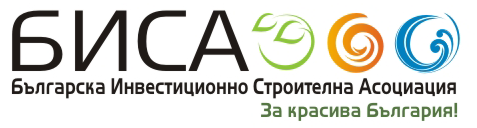 БИСА
Българска Инвестиционно Строителна Асоциация
За красива България!